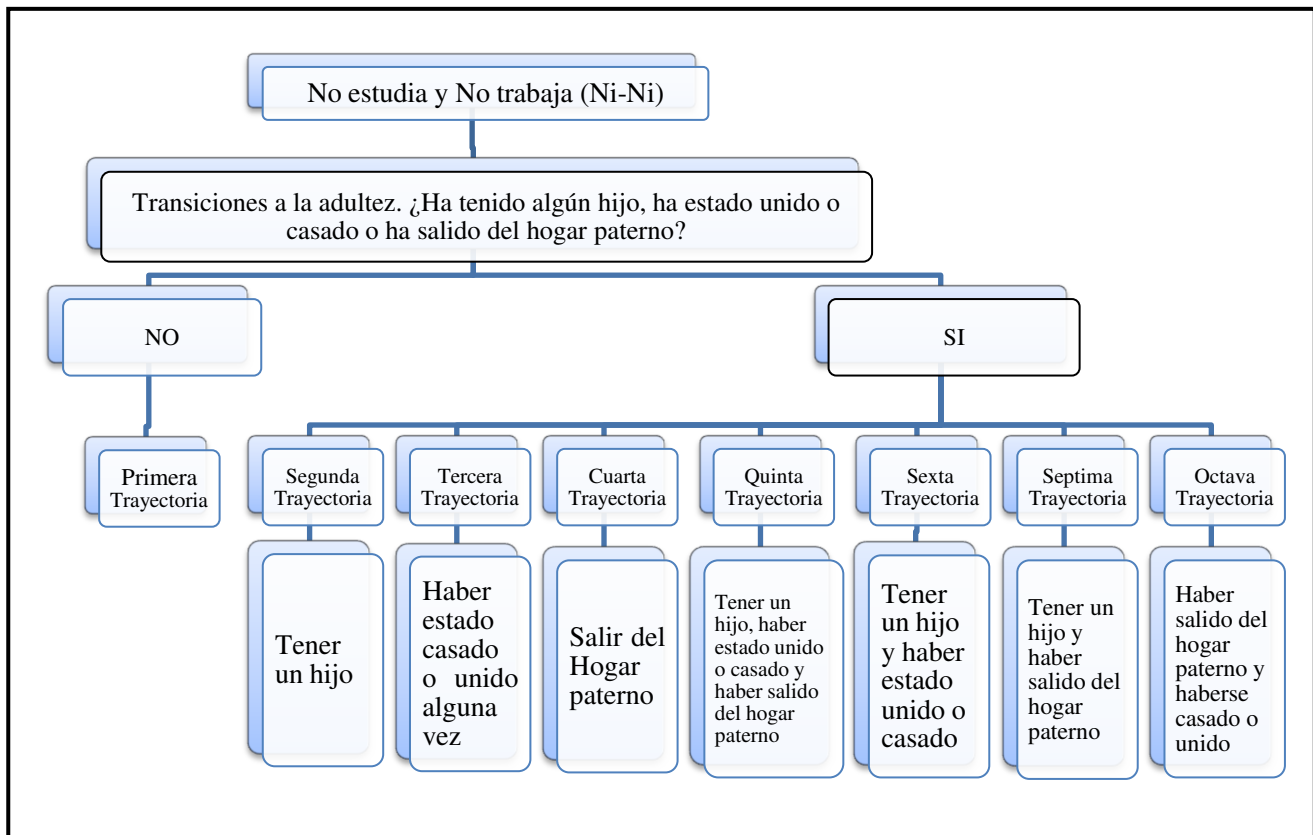 No estudia y No trabaja (Ni-Ni)
Transiciones a la adultez. ¿Ha tenido algún hijo, ha estado unido o
casado o ha salido del hogar paterno?
NO
SI
Primera
Trayectoria
Segunda
Trayectoria
Tercera
Trayectoria
Cuarta
Trayectoria
Quinta
Trayectoria
Sexta
Trayectoria
Septima
Trayectoria
Octava
Trayectoria
Tener
un hijo
Haber
estado
casado
o unido
alguna
vez
Salir del
Hogar
paterno
Tener un
hijo, haber
estado unido
o casado y
haber salido
del hogar
paterno
Tener
un hijo
y haber
estado
unido o
casado
Tener un
hijo y
haber
salido del
hogar
paterno
Haber
salido del
hogar
paterno y
haberse
casado o
unido